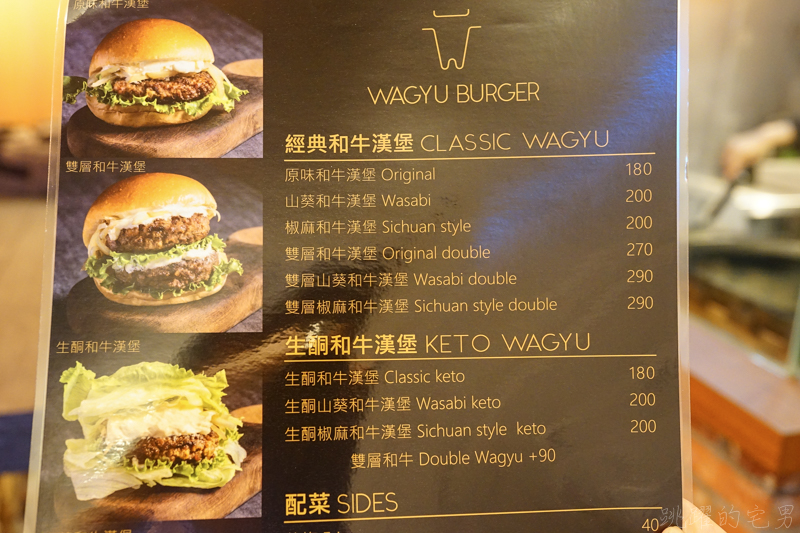 原味和牛漢堡
雙層和牛漢堡
生酮和牛漢堡
WAGYU BURGER
經典和牛漢堡 CLASSIC WAGYU
原味和牛漢堡 Original 180
山葵和牛漢堡 Wasabi 200
椒麻和牛漢堡 Sichuan style 200
雙層和牛漢堡 Original double 270
雙層山葵和牛漢堡 Wasabi double 290
雙層椒麻和牛漢堡 Sichuan style double 290
生酮和牛漢堡 KETO WAGYU
生酮和牛漢堡 Classic keto 180
生酮山葵和牛漢堡 Wasabi keto 200
生酮椒麻和牛漢堡 Sichuan style keto 200
雙層和牛 Double Wagyu +90
配菜 SIDES
40
跳躍的宅男